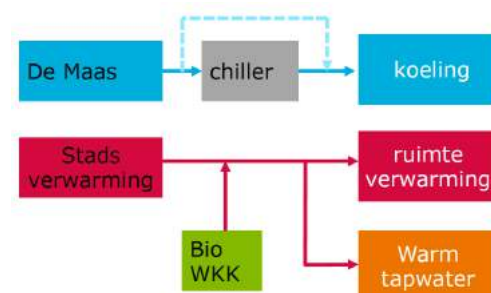 De Maas
chiller
koeling
Stads
verwarming
ruimte
verwarming
Bio
WKK
Warm
tapwater